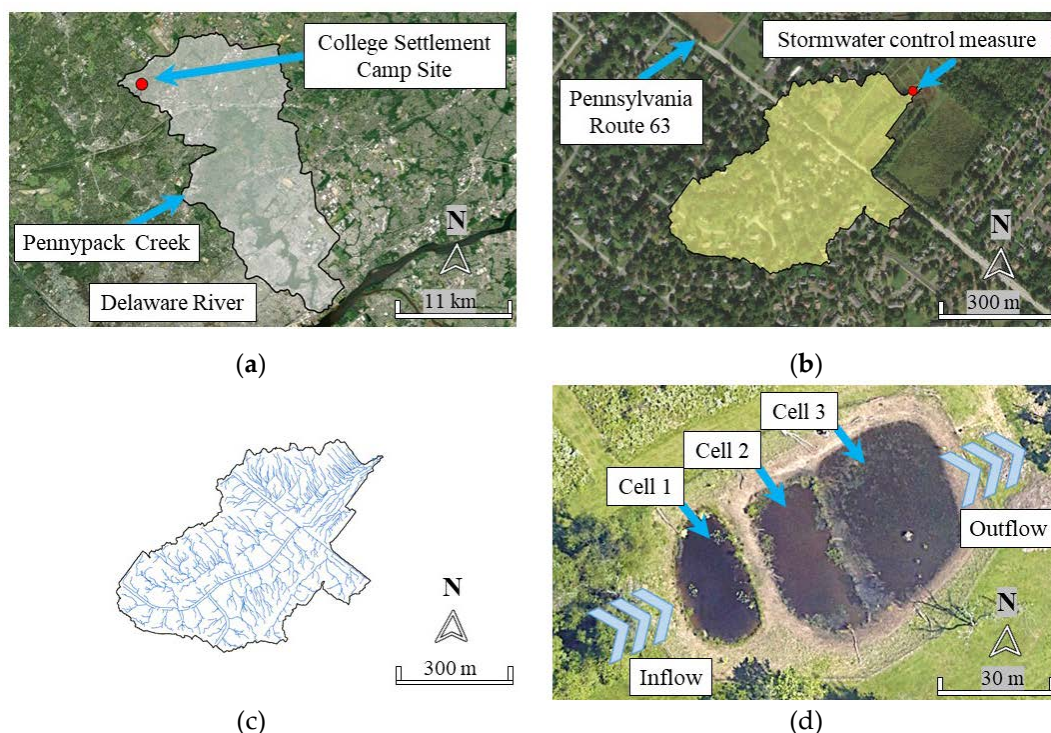 College Settlement
Camp Site
Pennypack Creek
Delaware River
N
11 km
(a)
Stormwater control measure
Pennsylvania
Route 63
N
300 m
(b)
N
300 m
(c)
Cell 3
Cell 2
Cell 1
Outflow
Inflow
N
30 m
(d)